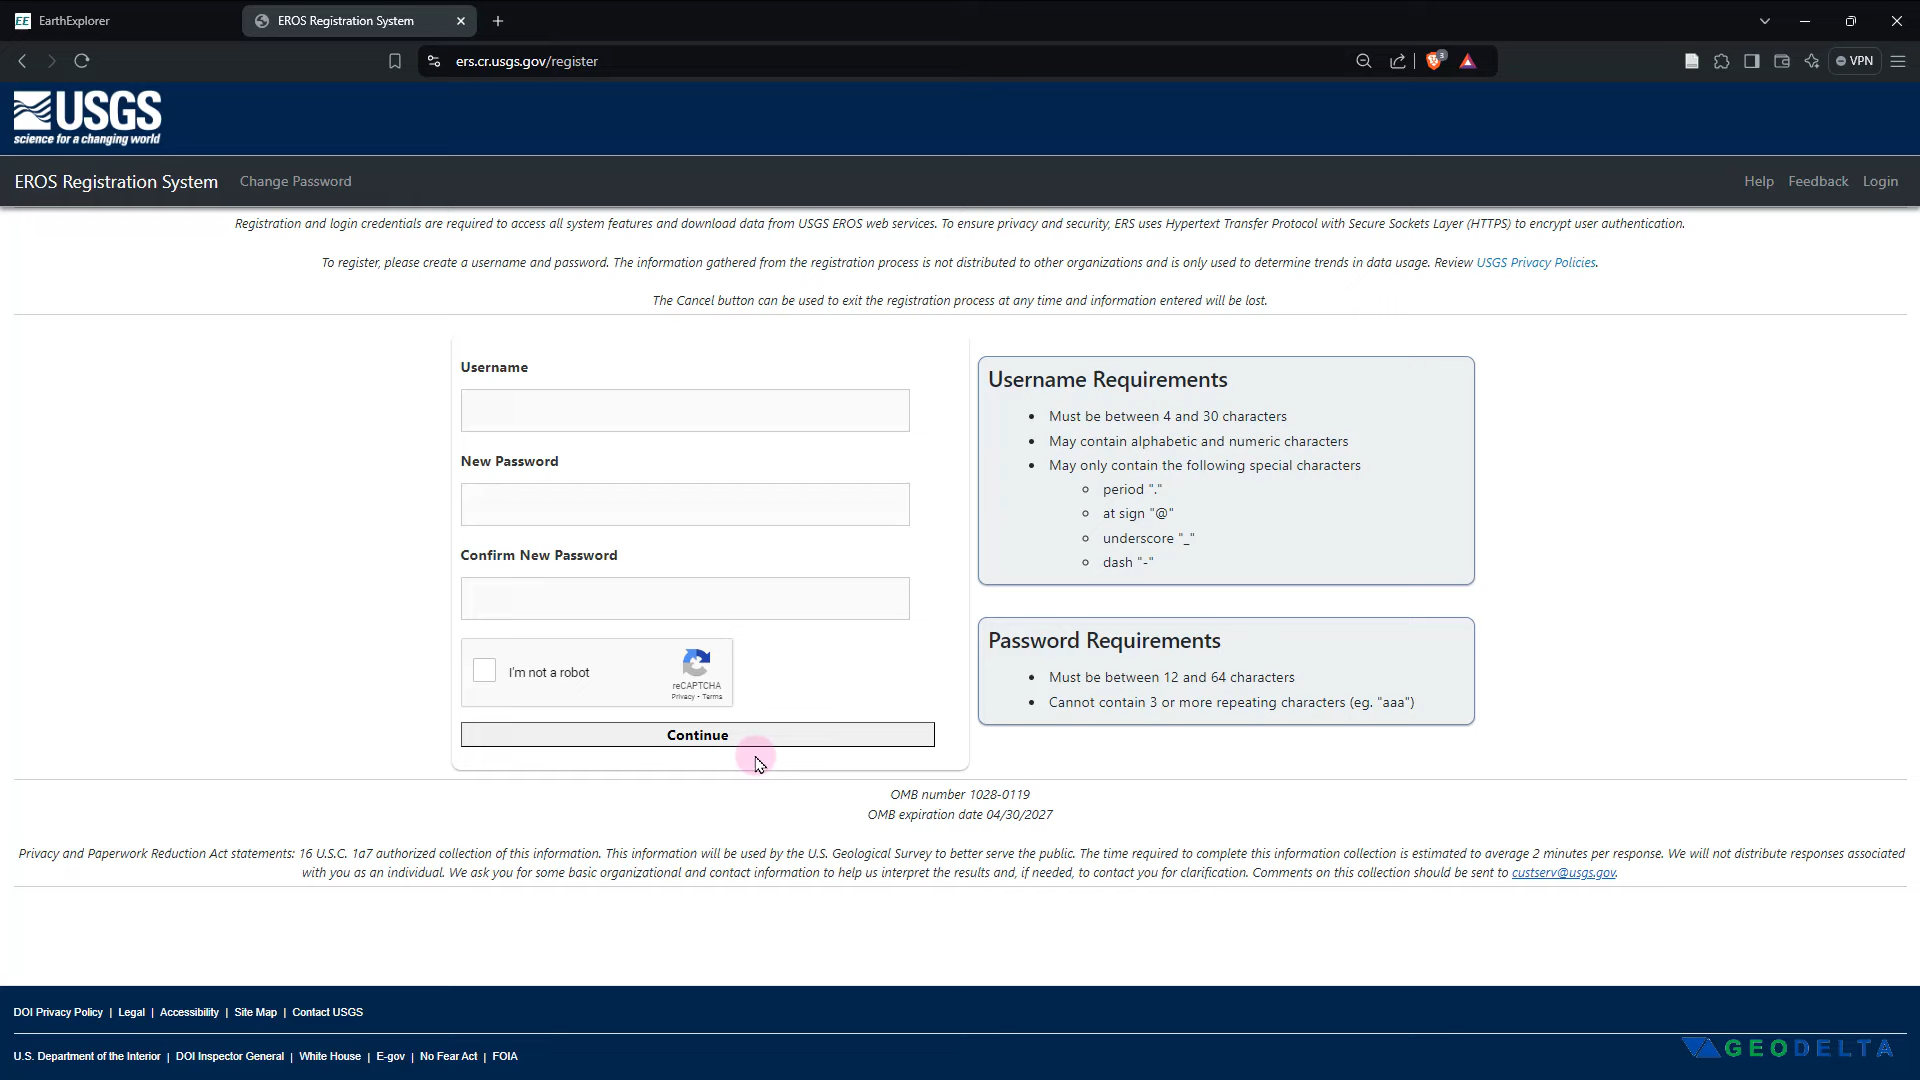 EE EarthExplorer
EROS Registration System
ers.cr.usgs.gov/register
3
VPN
USGS
science for a changing world
EROS Registration System Change Password Help Feedback Login
Registration and login credentials are required to access all system features and download data from USGS EROS web services. To ensure privacy and security, ERS uses Hypertext Transfer Protocol with Secure Sockets Layer (HTTPS) to encrypt user authentication.
To register, please create a username and password. The information gathered from the registration process is not distributed to other organizations and is only used to determine trends in data usage. Review USGS Privacy Policies.
The Cancel button can be used to exit the registration process at any time and information entered will be lost.
Username
New Password
Confirm New Password
I'm not a robot
reCAPTCHA
Privacy - Terms
Continue
Username Requirements
Must be between 4 and 30 characters
May contain alphabetic and numeric characters
May only contain the following special characters
period "."
at sign "@"
underscore "_"
dash "-"
Password Requirements
Must be between 12 and 64 characters
Cannot contain 3 or more repeating characters (eg. "aaa")
OMB number 1028-0119
OMB expiration date 04/30/2027
Privacy and Paperwork Reduction Act statements: 16 U.S.C. 1a7 authorized collection of this information. This information will be used by the U.S. Geological Survey to better serve the public. The time required to complete this information collection is estimated to average 2 minutes per response. We will not distribute responses associated
with you as an individual. We ask you for some basic organizational and contact information to help us interpret the results and, if needed, to contact you for clarification. Comments on this collection should be sent to custserv@usgs.gov.
DOI Privacy Policy | Legal | Accessibility | Site Map | Contact USGS
U.S. Department of the Interior | DOI Inspector General | White House | E-gov | No Fear Act | FOIA
GEODELTA